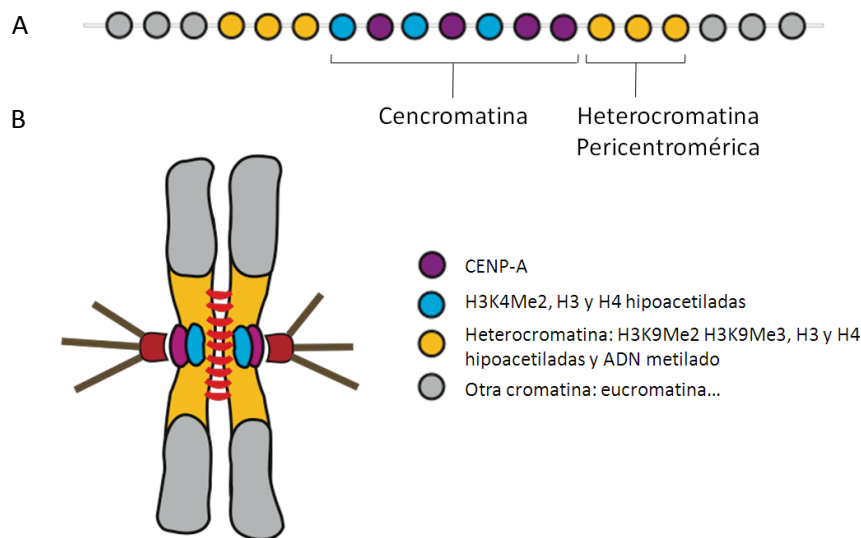 A
Cencromatina
Heterocromatina
Pericentromérica
B
CENP-A
H3K4Me2, H3 y H4 hipoacetiladas
Heterocromatina: H3K9Me2 H3K9Me3, H3 y H4
hipoacetiladas y ADN metilado
Otra cromatina: eucromatina...